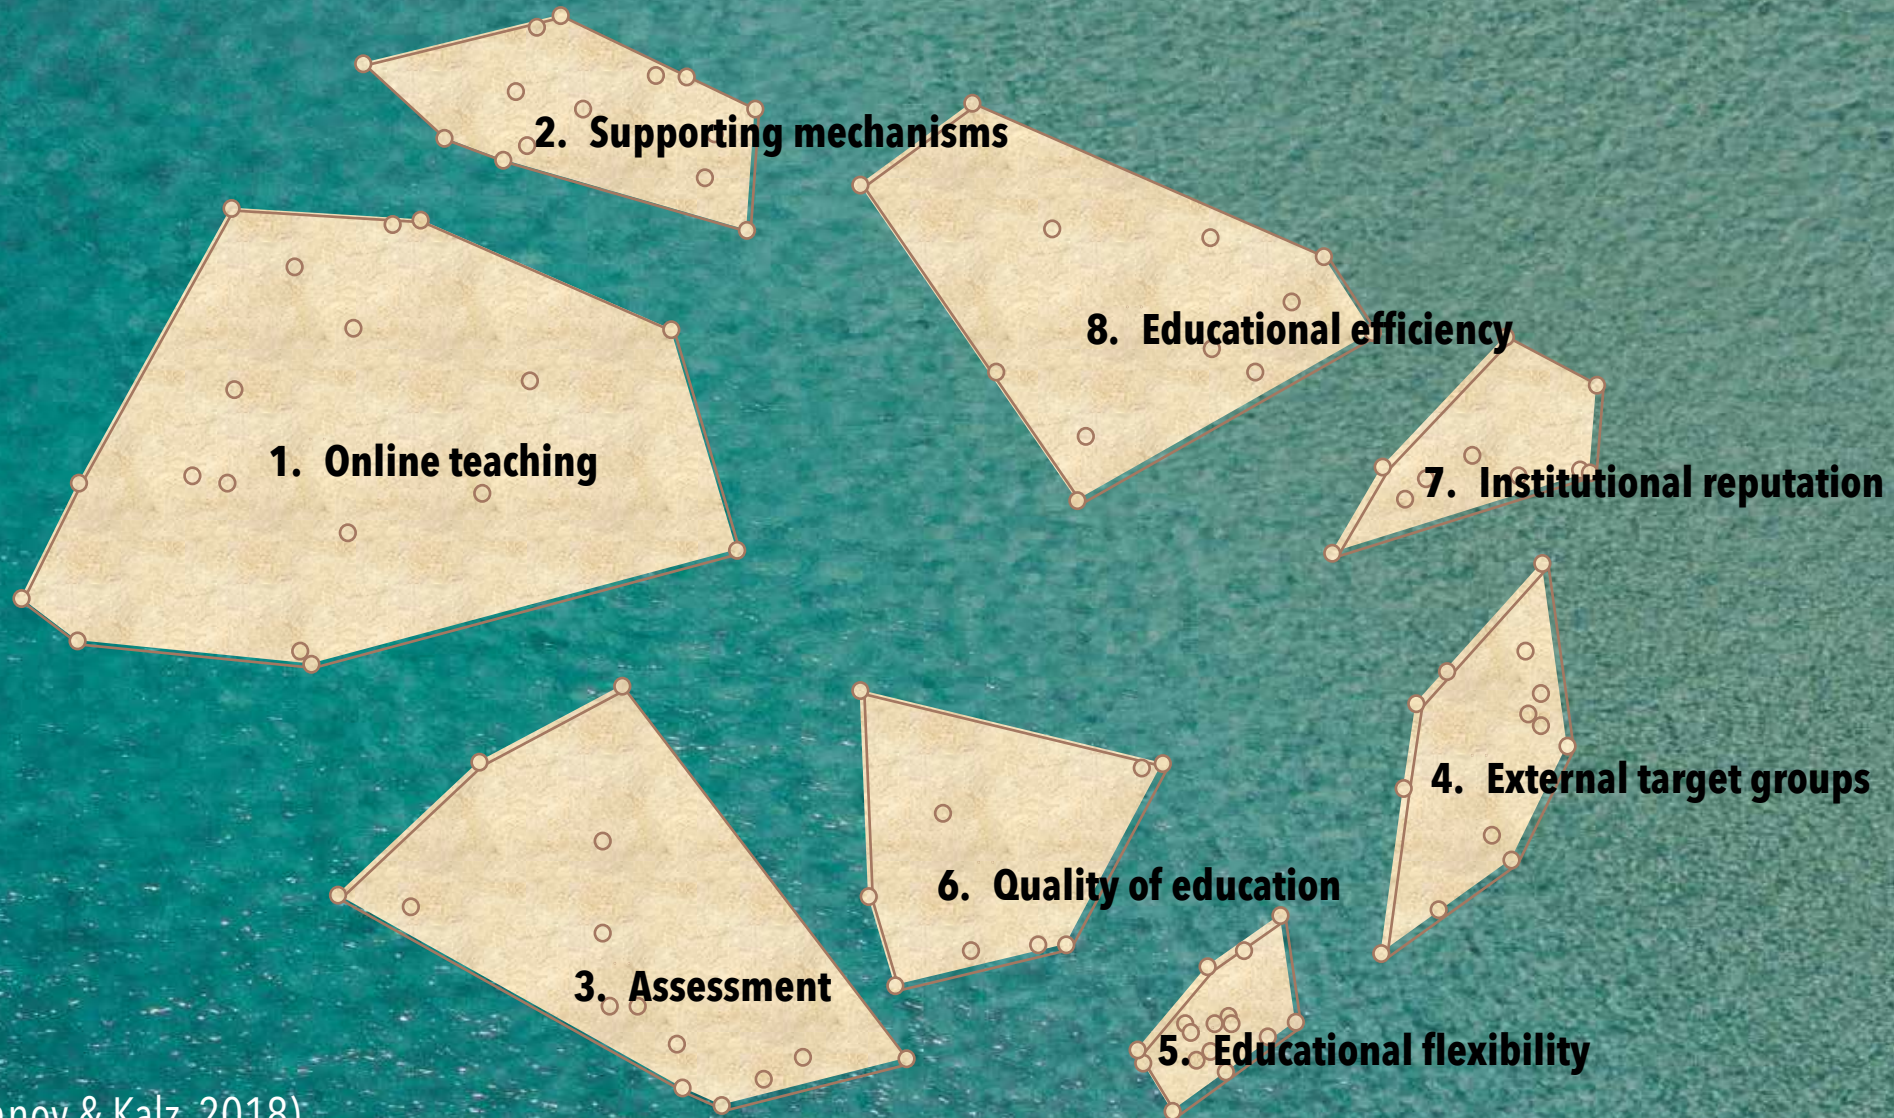 2. Supporting mechanisms
8. Educational efficiency
1. Online teaching
7. Institutional reputation
4. External target groups
6. Quality of education
3. Assessment
5. Educational flexibility
& Kalz, 2018)